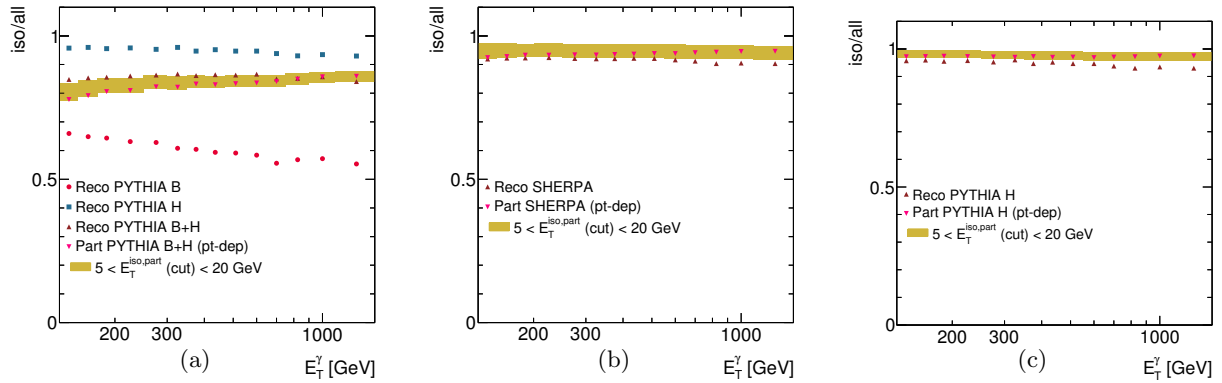 iso/all
1
0.5
0
Reco PYTHIA B
Reco PYTHIA H
Reco PYTHIA B+H
Part PYTHIA B+H (pt-dep)
5 < E_T^iso,part (cut) < 20 GeV
200 300 1000
E_T^γ [GeV]
(a)
iso/all
1
0.5
0
Reco SHERPA
Part SHERPA (pt-dep)
5 < E_T^iso,part (cut) < 20 GeV
200 300 1000
E_T^γ [GeV]
(b)
iso/all
1
0.5
0
Reco PYTHIA H
Part PYTHIA H (pt-dep)
5 < E_T^iso,part (cut) < 20 GeV
200 300 1000
E_T^γ [GeV]
(c)